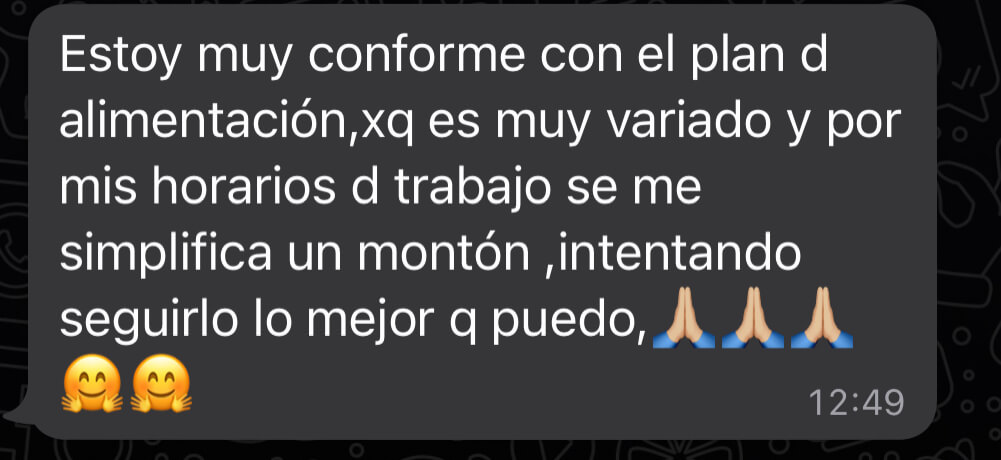 Estoy muy conforme con el plan d
alimentación,xq es muy variado y por
mis horarios d trabajo se me
simplifica un montón ,intentando
seguirlo lo mejor q puedo,🙏🏼🙏🏼🙏🏼
🤗🤗
12:49